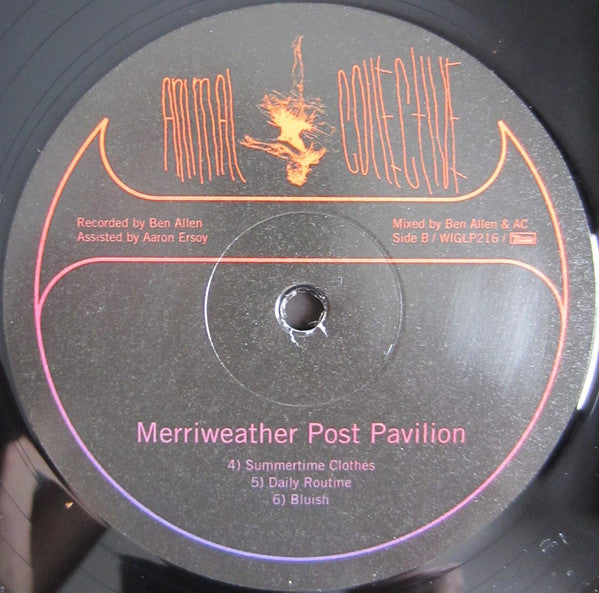 ANIMAL COLLECTIVE
Recorded by Ben Allen
Assisted by Aaron Ersoy
Mixed by Ben Allen & AC
Side B / WIGLP216 / Domino
Merriweather Post Pavilion
4) Summertime Clothes
5) Daily Routine
6) Bluish